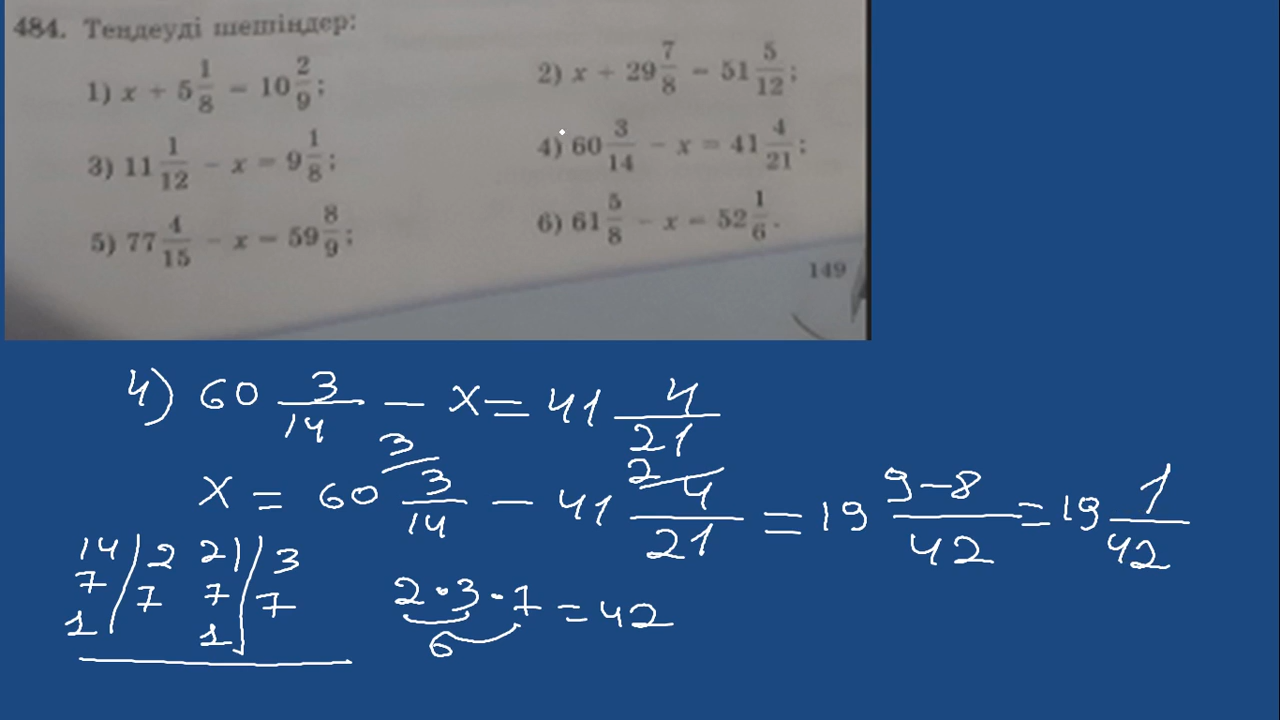 484. Теңдеуді шешіңдер:
1) x + 5 1/8 = 10 2/9; 2) x + 29 7/8 = 51 5/12;
3) 11 1/12 - x = 9 1/8; 4) 60 3/14 - x = 41 4/21;
5) 77 4/15 - x = 59 8/9; 6) 61 5/8 - x = 52 1/6.
149
4) 60 3/14 - x = 41 4/21
x = 60 3/14 (3) - 41 4/21 (2) = 19 (9-8)/42 = 19 1/42
14 | 2 21 | 3
7 | 7 7 | 7
1 | 1 |
2 · 3 · 7 = 42
6